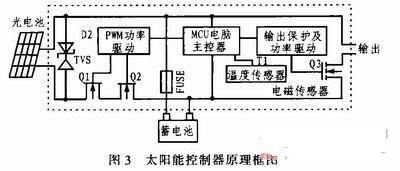 光电池
D2
PWM功率
驱动
MCU电脑
主控器
输出保护及
功率驱动
输出
TVS
Q1
Q2
FUSE
T1
温度传感器
Q3
电磁传感器
蓄电池
图 3 太阳能控制器原理框图